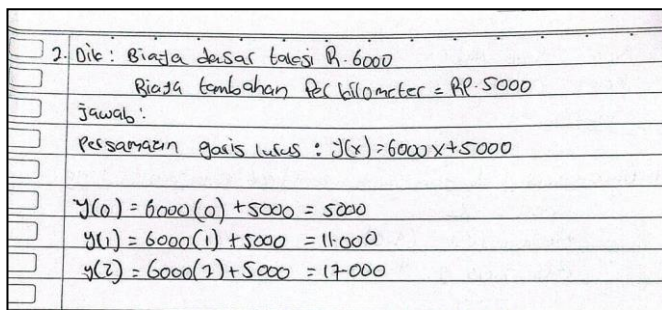 2. Dik : Biaya dasar taksi R. 6000
Biaya tambahan Per kilometer = RP. 5000
jawab :
Persamaan garis lurus : y(x) = 6000x + 5000
y(0) = 6000(0) + 5000 = 5000
y(1) = 6000(1) + 5000 = 11.000
y(2) = 6000(2) + 5000 = 17.000